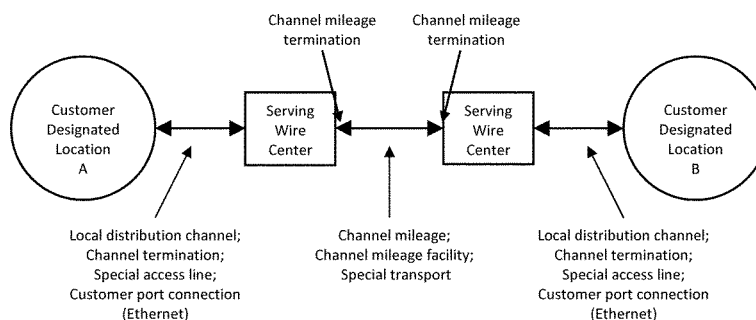 Channel mileage
termination
Channel mileage
termination
Customer
Designated
Location
A
Serving
Wire
Center
Serving
Wire
Center
Customer
Designated
Location
B
Local distribution channel;
Channel termination;
Special access line;
Customer port connection
(Ethernet)
Channel mileage;
Channel mileage facility;
Special transport
Local distribution channel;
Channel termination;
Special access line;
Customer port connection
(Ethernet)